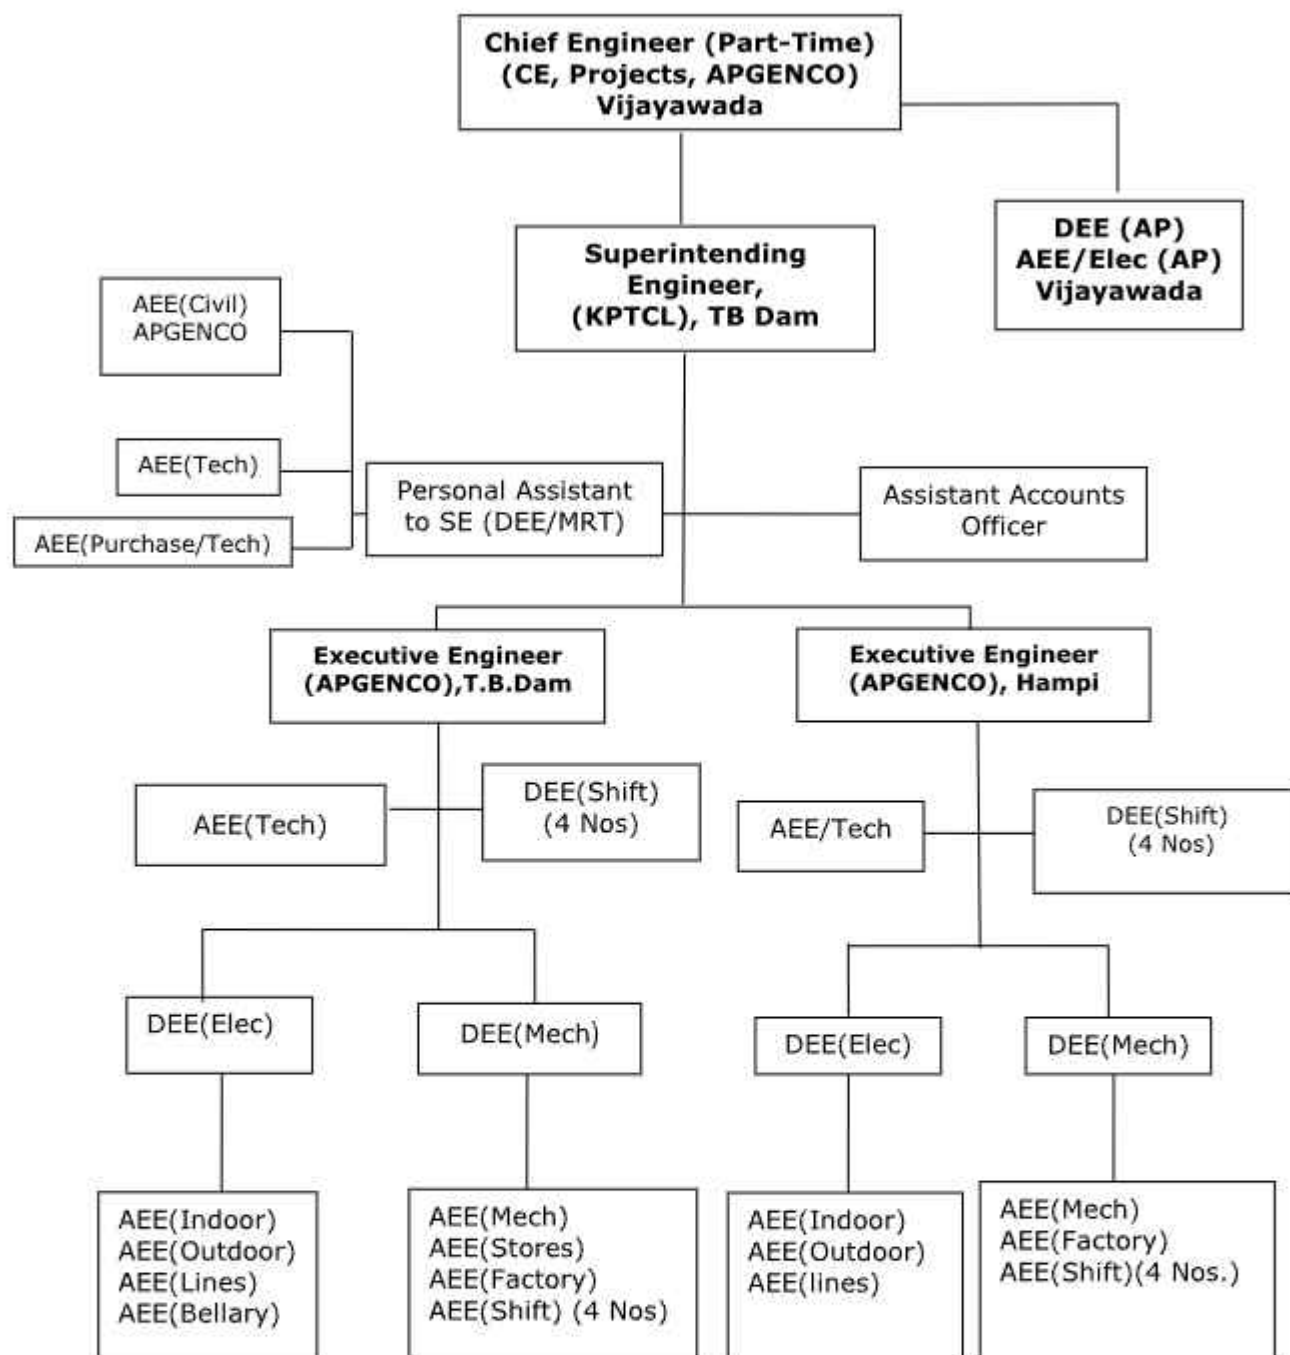 Chief Engineer (Part-Time)
(CE, Projects, APGENCO)
Vijayawada
DEE (AP)
AEE/Elec (AP)
Vijayawada
Superintending
Engineer,
(KPTCL), TB Dam
AEE(Civil)
APGENCO
AEE(Tech)
AEE(Purchase/Tech)
Personal Assistant
to SE (DEE/MRT)
Assistant Accounts
Officer
Executive Engineer
(APGENCO),T.B.Dam
Executive Engineer
(APGENCO), Hampi
AEE(Tech)
DEE(Shift)
(4 Nos)
AEE/Tech
DEE(Shift)
(4 Nos)
DEE(Elec)
DEE(Mech)
DEE(Elec)
DEE(Mech)
AEE(Indoor)
AEE(Outdoor)
AEE(Lines)
AEE(Bellary)
AEE(Mech)
AEE(Stores)
AEE(Factory)
AEE(Shift) (4 Nos)
AEE(Indoor)
AEE(Outdoor)
AEE(lines)
AEE(Mech)
AEE(Factory)
AEE(Shift)(4 Nos.)